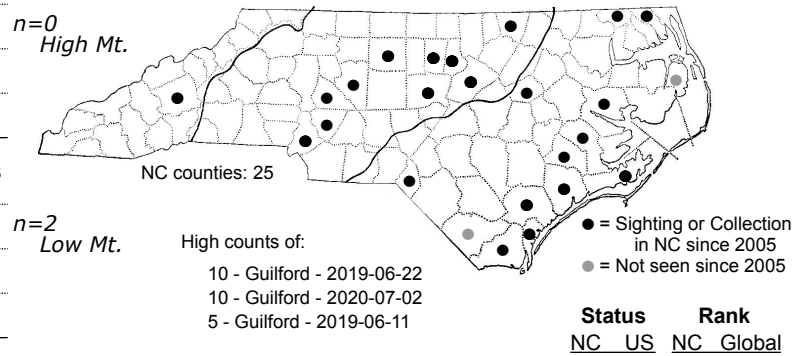 n=0
High Mt.
NC counties: 25
n=2
Low Mt.
High counts of:
10 - Guilford - 2019-06-22
10 - Guilford - 2020-07-02
5 - Guilford - 2019-06-11
= Sighting or Collection
in NC since 2005
= Not seen since 2005
Status Rank
NC US NC Global